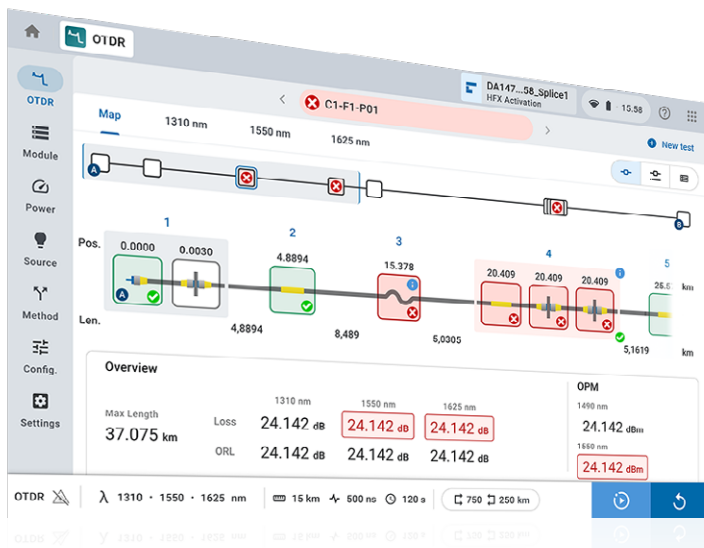 OTDR
DA147...58_Splice1
HFX Activation
15.58
OTDR
C1-F1-P01
New test
Map
1310 nm
1550 nm
1625 nm
Module
A
B
Power
1
2
3
4
5
Pos.
0.0000
0.0030
4.8894
15.378
20.409
20.409
20.409
km
Source
A
Method
Len.
4,8894
8,489
5,0305
5,1619
km
Config.
Overview
OPM
1310 nm
1550 nm
1625 nm
1490 nm
Settings
Max Length
Loss
24.142 dB
24.142 dB
24.142 dB
24.142 dBm
37.075 km
ORL
24.142 dB
24.142 dB
24.142 dB
1550 nm
24.142 dBm
OTDR
λ 1310 · 1550 · 1625 nm
15 km
500 ns
120 s
750
250 km